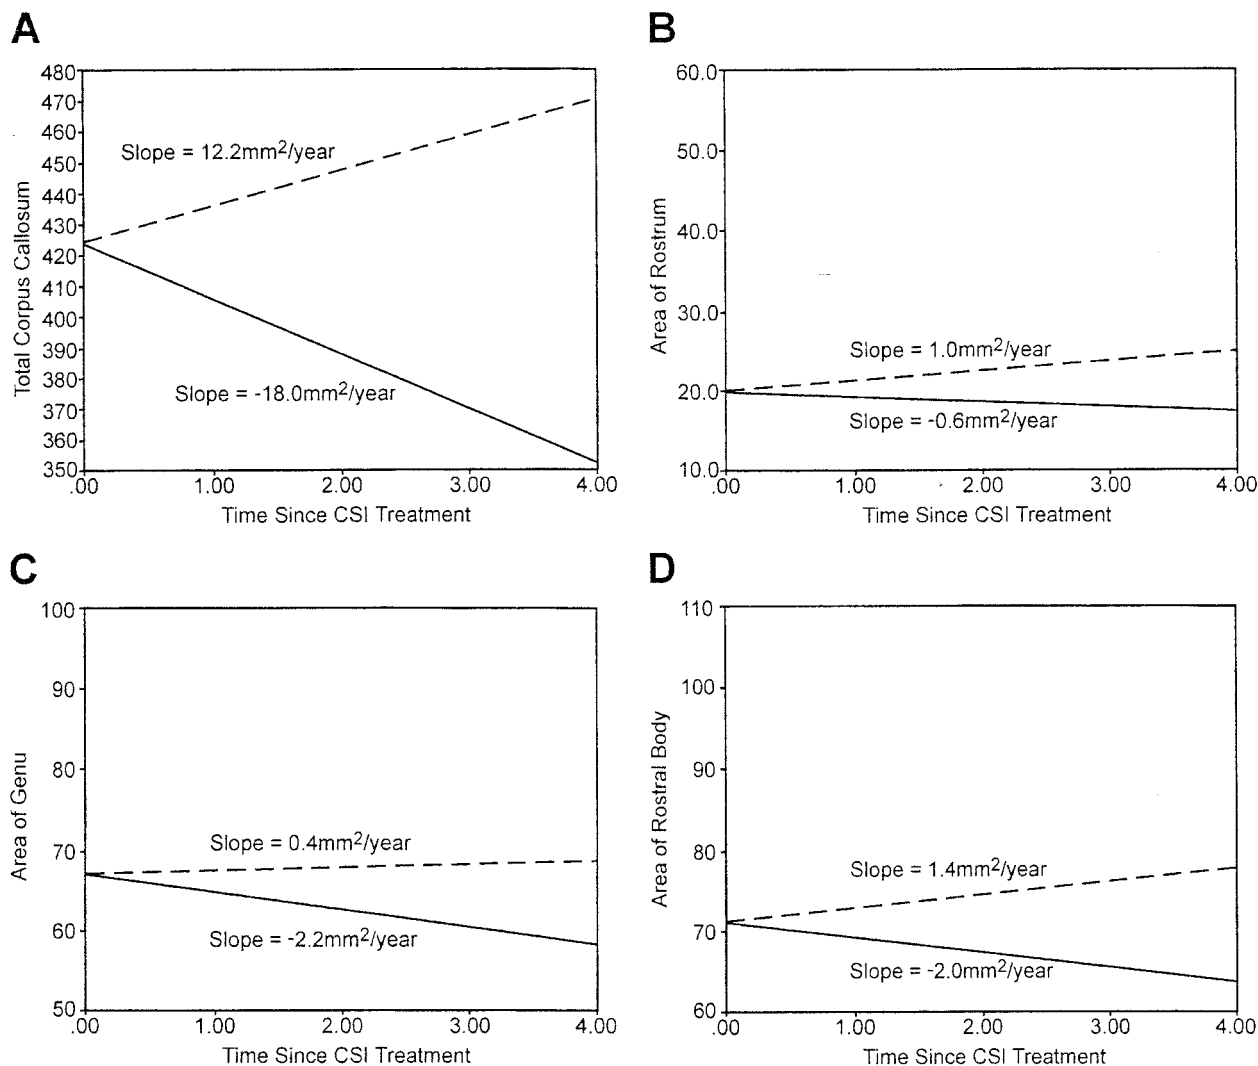 A
480
470
460
450
440
430
420
410
400
390
380
370
360
350
Total Corpus Callosum
Slope = 12.2mm²/year
Slope = -18.0mm²/year
.00 1.00 2.00 3.00 4.00
Time Since CSI Treatment
B
60.0
50.0
40.0
30.0
20.0
10.0
Area of Rostrum
Slope = 1.0mm²/year
Slope = -0.6mm²/year
.00 1.00 2.00 3.00 4.00
Time Since CSI Treatment
C
100
90
80
70
60
50
Area of Genu
Slope = 0.4mm²/year
Slope = -2.2mm²/year
.00 1.00 2.00 3.00 4.00
Time Since CSI Treatment
D
110
100
90
80
70
60
Area of Rostral Body
Slope = 1.4mm²/year
Slope = -2.0mm²/year
.00 1.00 2.00 3.00 4.00
Time Since CSI Treatment